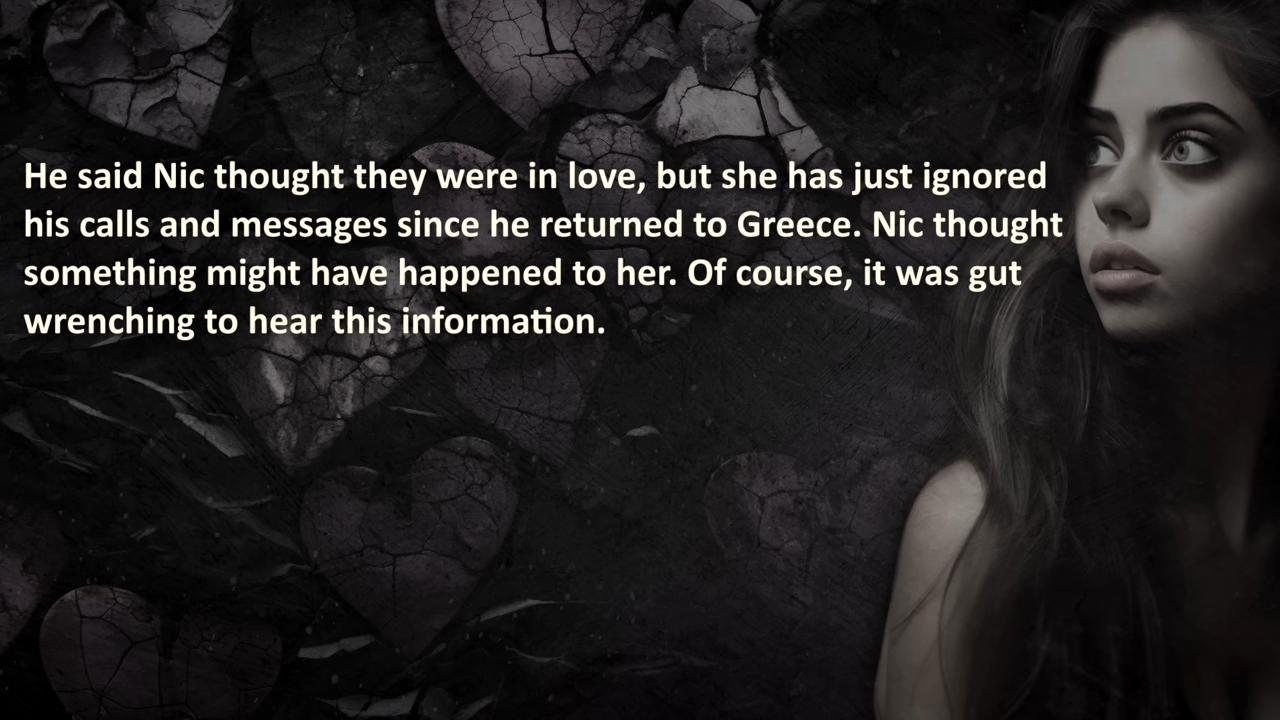 He said Nic thought they were in love, but she has just ignored
his calls and messages since he returned to Greece. Nic thought
something might have happened to her. Of course, it was gut
wrenching to hear this information.